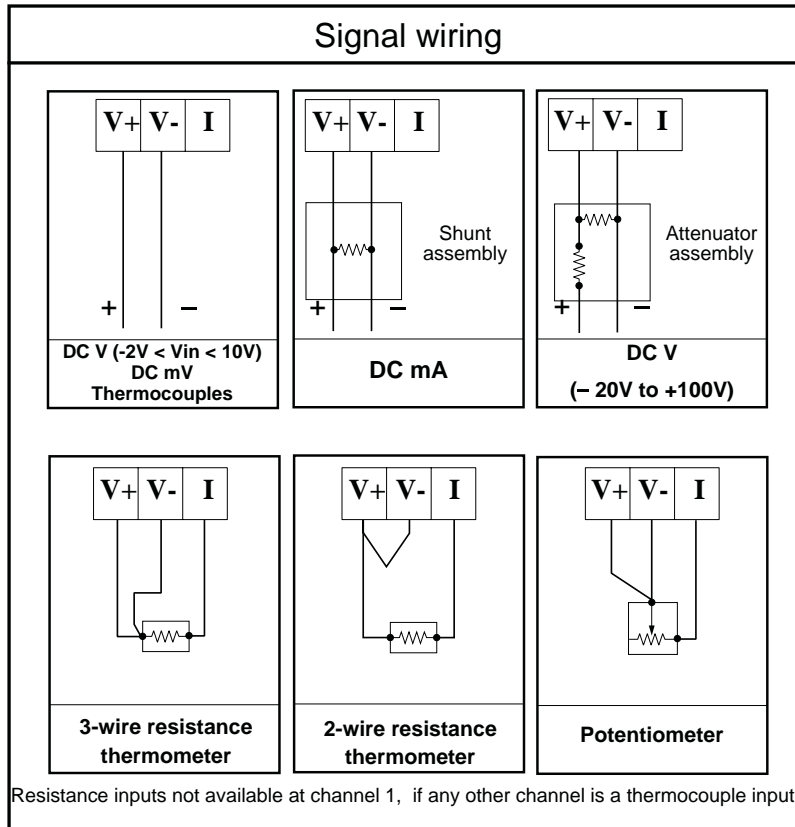 Signal wiring
V+ V- I
+ –
DC V (-2V < Vin < 10V)
DC mV
Thermocouples
V+ V- I
Shunt
assembly
+ –
DC mA
V+ V- I
Attenuator
assembly
+ –
DC V
(– 20V to +100V)
V+ V- I
3-wire resistance
thermometer
V+ V- I
2-wire resistance
thermometer
V+ V- I
Potentiometer
Resistance inputs not available at channel 1, if any other channel is a thermocouple input